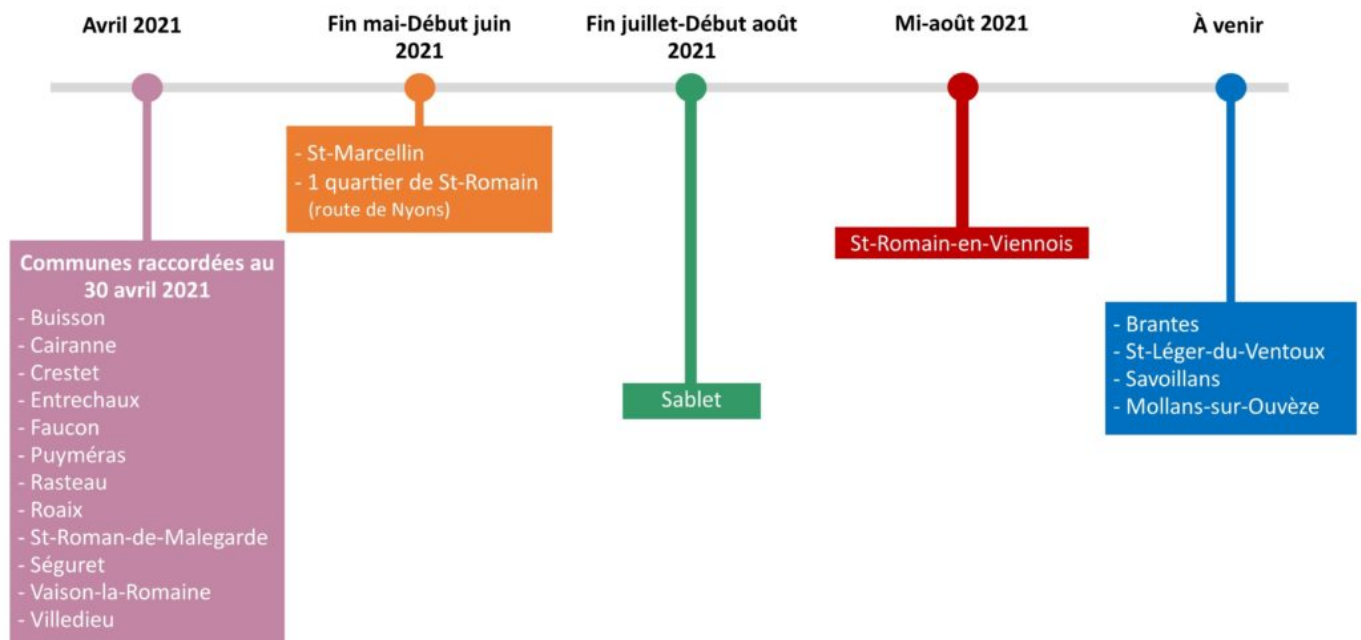 Avril 2021
Fin mai-Début juin
2021
Fin juillet-Début août
2021
Mi-août 2021
À venir
Communes raccordées au
30 avril 2021
- Buisson
- Cairanne
- Crestet
- Entrechaux
- Faucon
- Puyméras
- Rasteau
- Roaix
- St-Roman-de-Malegarde
- Séguret
- Vaison-la-Romaine
- Villedieu
- St-Marcellin
- 1 quartier de St-Romain
(route de Nyons)
Sablet
St-Romain-en-Viennois
- Brantes
- St-Léger-du-Ventoux
- Savoillans
- Mollans-sur-Ouvèze